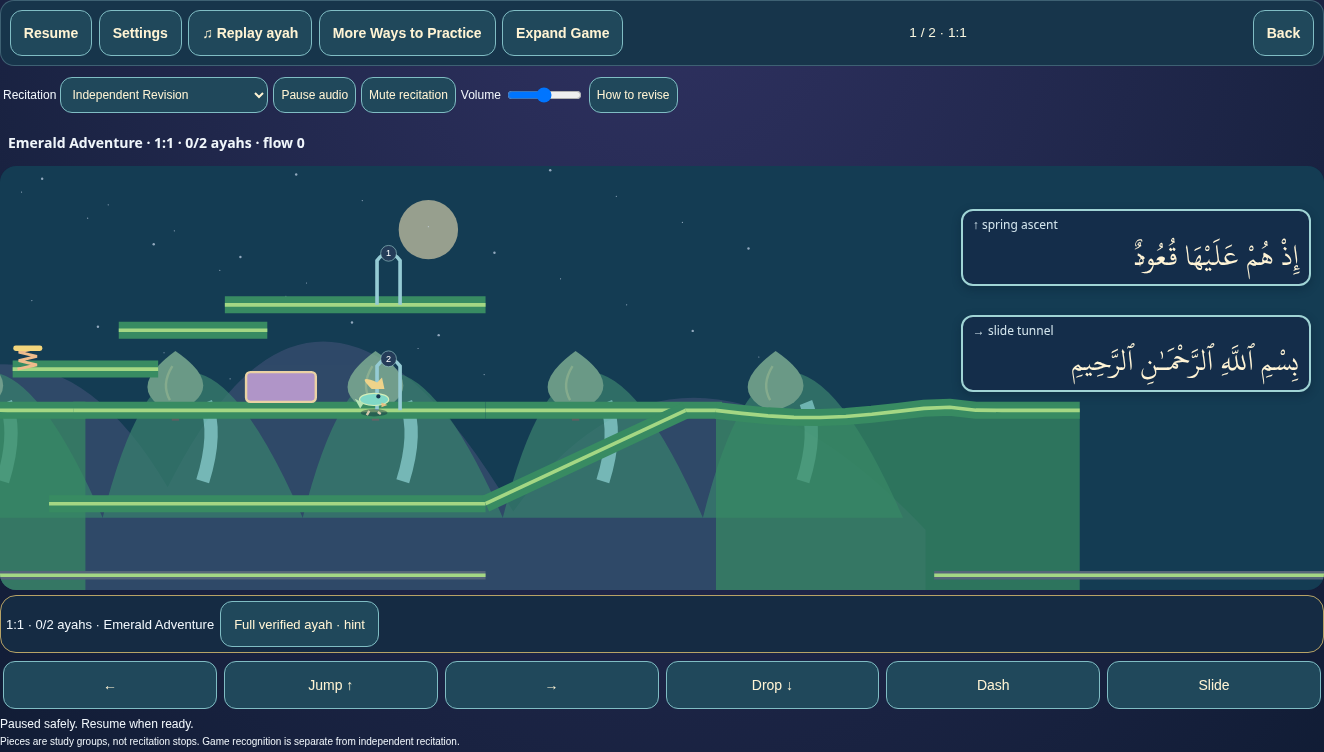 Resume
Settings
♫ Replay ayah
More Ways to Practice
Expand Game
1 / 2 · 1:1
Back
Recitation
Independent Revision
Pause audio
Mute recitation
Volume
How to revise
Emerald Adventure · 1:1 · 0/2 ayahs · flow 0
1
↑ spring ascent
إِذْ هُمْ عَلَيْهَا قُعُودٌ
2
→ slide tunnel
بِسْمِ ٱللَّهِ ٱلرَّحْمَـٰنِ ٱلرَّحِيمِ
1:1 · 0/2 ayahs · Emerald Adventure
Full verified ayah · hint
←
Jump ↑
→
Drop ↓
Dash
Slide
Paused safely. Resume when ready.
Pieces are study groups, not recitation stops. Game recognition is separate from independent recitation.